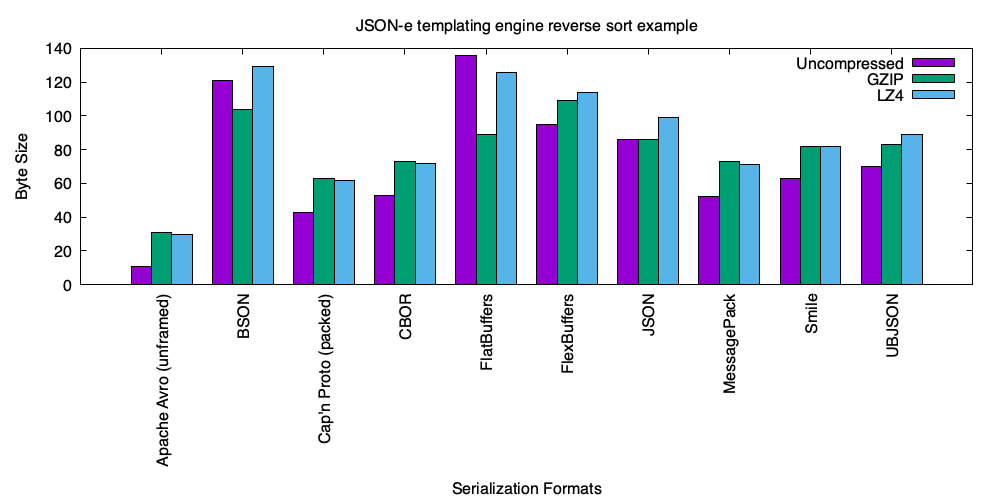 JSON-e templating engine reverse sort example
Uncompressed
GZIP
LZ4
Byte Size
140
120
100
80
60
40
20
0
Apache Avro (unframed)
BSON
Cap'n Proto (packed)
CBOR
FlatBuffers
FlexBuffers
JSON
MessagePack
Smile
UBJSON
Serialization Formats